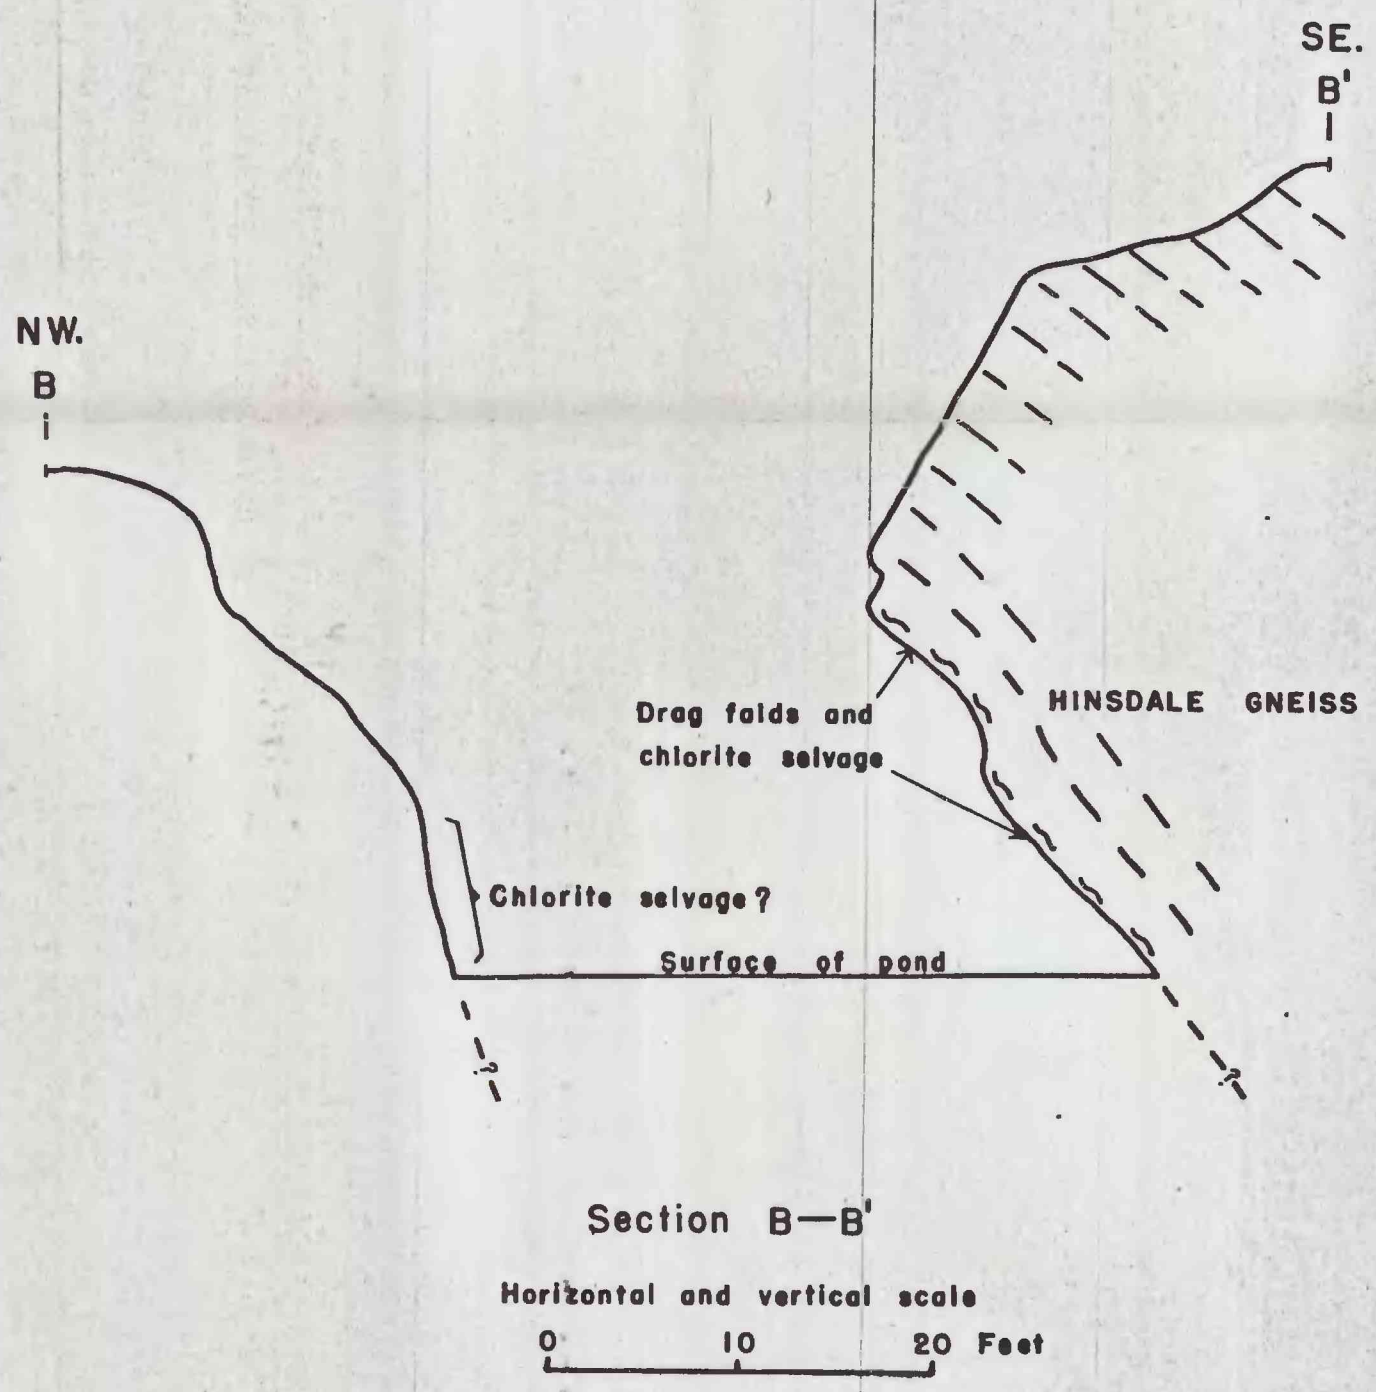 SE.
B'
NW.
B
HINSDALE GNEISS
Drag folds and
chlorite selvage
Chlorite selvage?
Surface of pond
?
?
Section B—B'
Horizontal and vertical scale
0 10 20 Feet